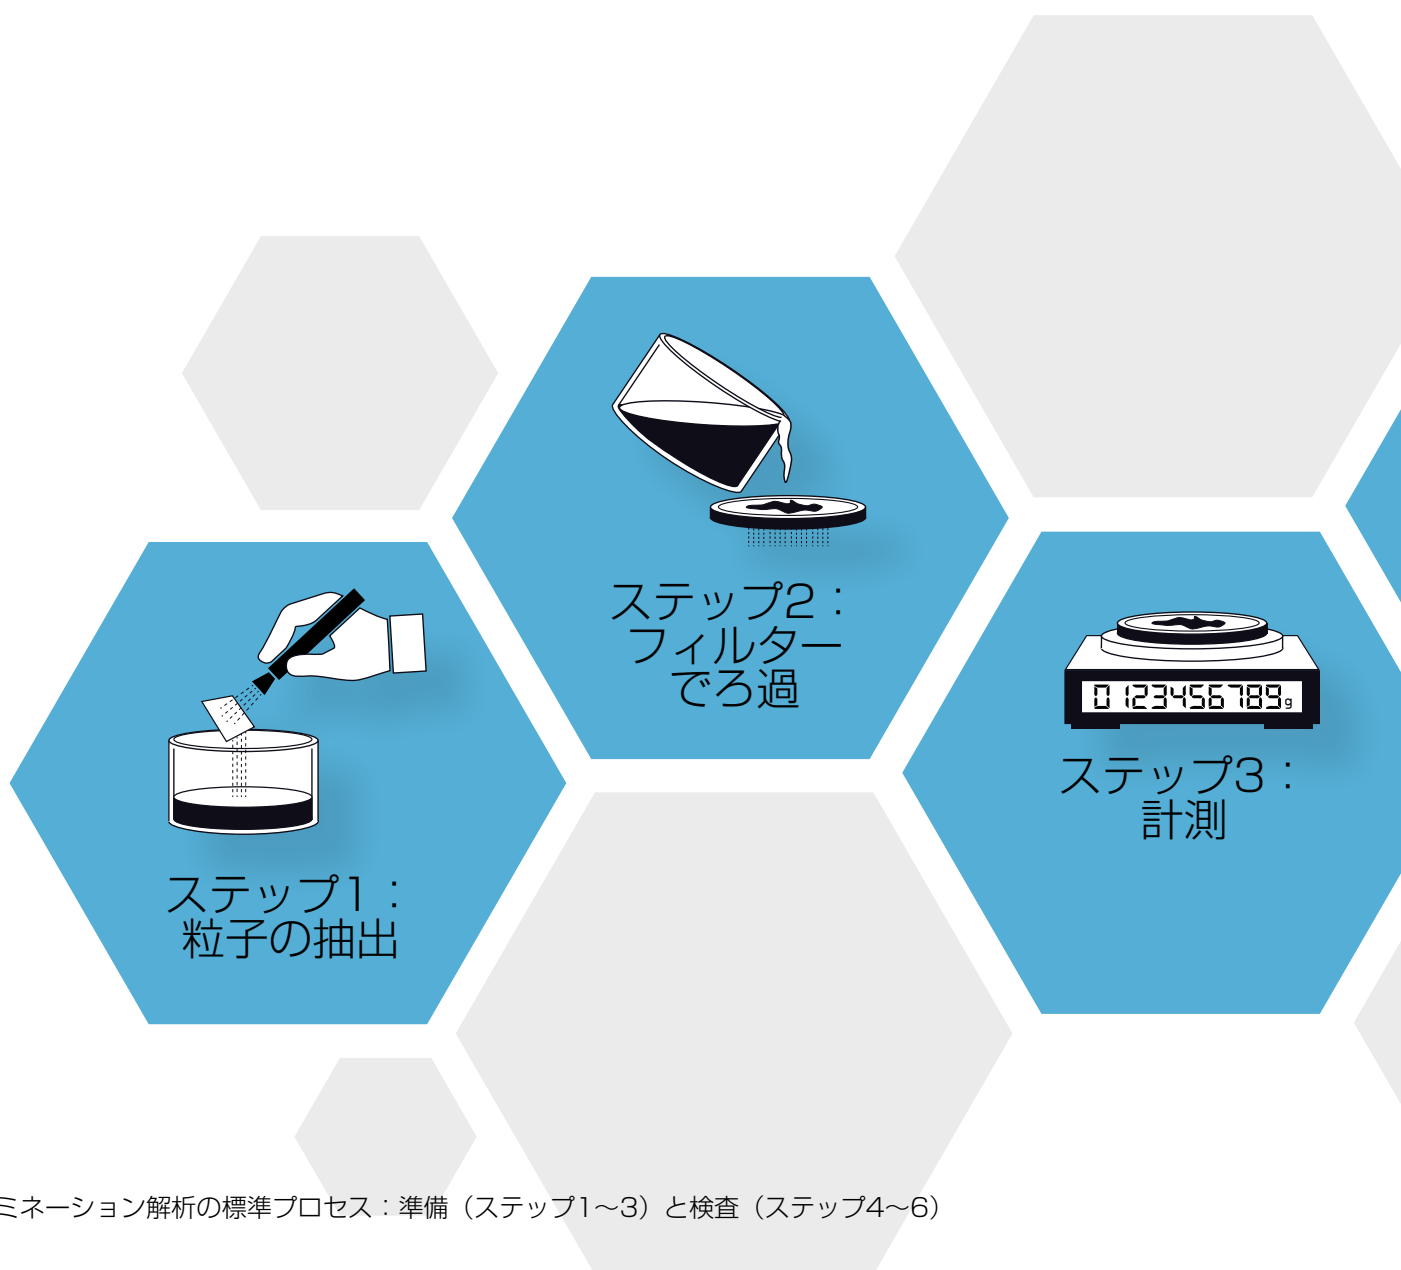 ステップ1：
粒子の抽出
ステップ2：
フィルター
でろ過
0123456789g
ステップ3：
計測
ミネーション解析の標準プロセス：準備（ステップ1～3）と検査（ステップ4～6）